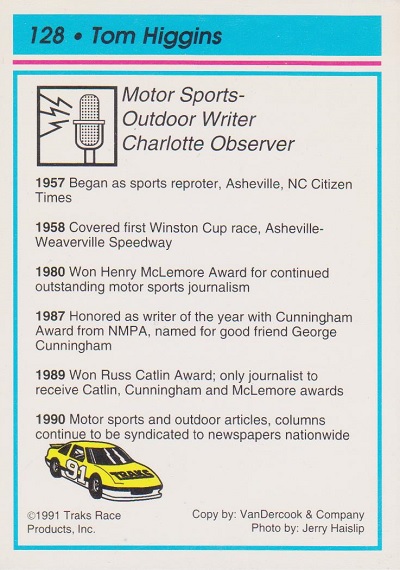 128 • Tom Higgins
Motor Sports-
Outdoor Writer
Charlotte Observer
1957 Began as sports reproter, Asheville, NC Citizen
Times
1958 Covered first Winston Cup race, Asheville-
Weaverville Speedway
1980 Won Henry McLemore Award for continued
outstanding motor sports journalism
1987 Honored as writer of the year with Cunningham
Award from NMPA, named for good friend George
Cunningham
1989 Won Russ Catlin Award; only journalist to
receive Catlin, Cunningham and McLemore awards
1990 Motor sports and outdoor articles, columns
continue to be syndicated to newspapers nationwide
91
TRAKS
©1991 Traks Race
Products, Inc.
Copy by: VanDercook & Company
Photo by: Jerry Haislip